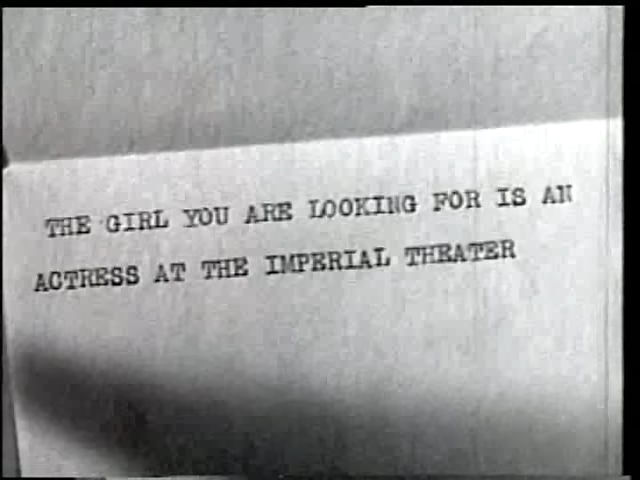 THE GIRL YOU ARE LOOKING FOR IS AN
ACTRESS AT THE IMPERIAL THEATER